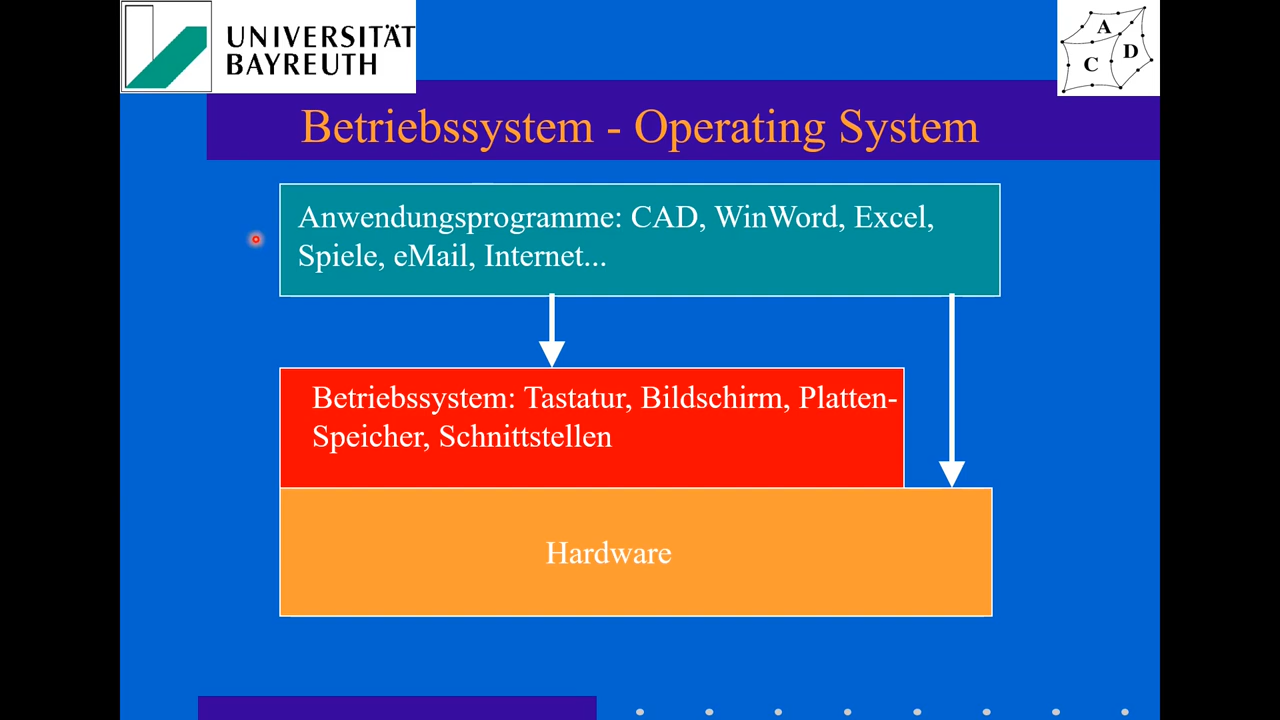 UNIVERSITÄT
BAYREUTH
A
D
C
Betriebssystem - Operating System
Anwendungsprogramme: CAD, WinWord, Excel,
Spiele, eMail, Internet...
Betriebssystem: Tastatur, Bildschirm, Platten-
Speicher, Schnittstellen
Hardware